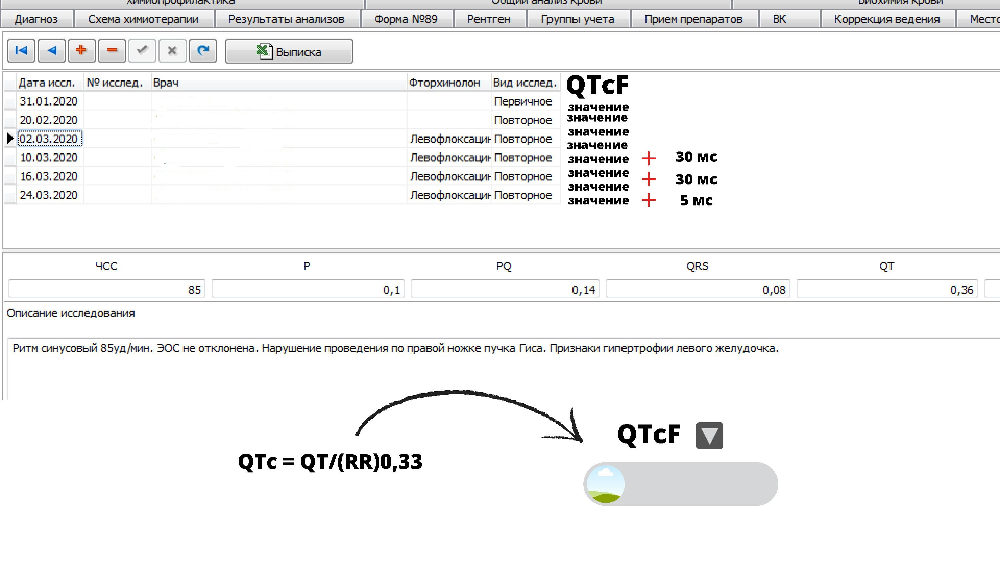 химиопрофилактика Общий анализ крови Биохимия крови
Диагноз Схема химиотерапии Результаты анализов Форма №89 Рентген Группы учета Прием препаратов ВК Коррекция ведения Место
Выписка
Дата иссл. № исслед. Врач Фторхинолон Вид исслед. QTcF
31.01.2020 Первичное значение
20.02.2020 Повторное значение
02.03.2020 Левофлоксацин Повторное значение
значение
10.03.2020 Левофлоксацин Повторное значение + 30 мс
значение
16.03.2020 Левофлоксацин Повторное + 30 мс
значение
24.03.2020 Левофлоксацин Повторное значение + 5 мс
ЧСС P PQ QRS QT
85 0,1 0,14 0,08 0,36
Описание исследования
Ритм синусовый 85уд/мин. ЭОС не отклонена. Нарушение проведения по правой ножке пучка Гиса. Признаки гипертрофии левого желудочка.
QTcF
QTc = QT/(RR)0,33